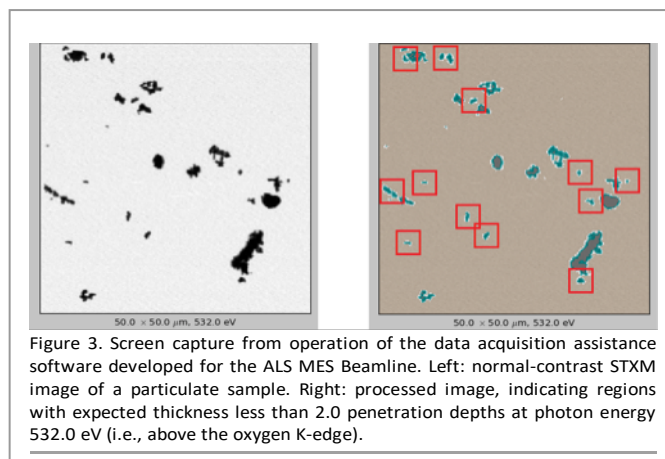 50.0 × 50.0 μm, 532.0 eV
50.0 × 50.0 μm, 532.0 eV
Figure 3. Screen capture from operation of the data acquisition assistance
software developed for the ALS MES Beamline. Left: normal-contrast STXM
image of a particulate sample. Right: processed image, indicating regions
with expected thickness less than 2.0 penetration depths at photon energy
532.0 eV (i.e., above the oxygen K-edge).